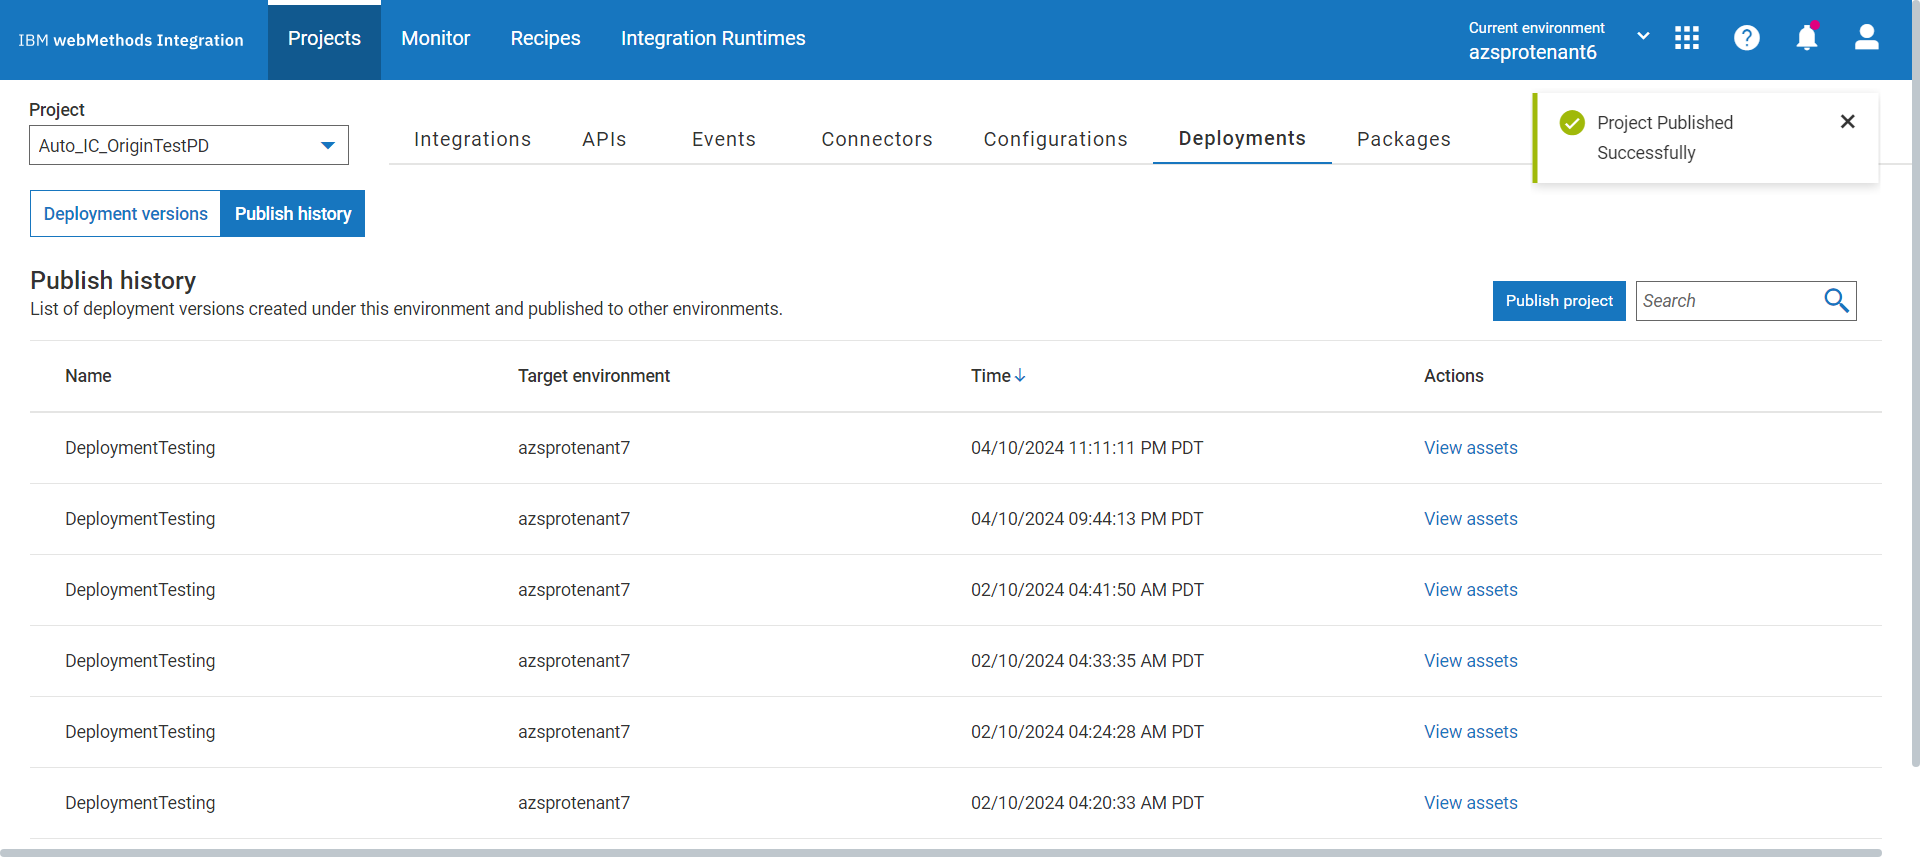 IBM webMethods Integration
Projects
Monitor
Recipes
Integration Runtimes
Current environment
azsprotenant6
?
Project
Auto_IC_OriginTestPD
Integrations
APIs
Events
Connectors
Configurations
Deployments
Packages
Project Published
Successfully
Deployment versions
Publish history
Publish history
List of deployment versions created under this environment and published to other environments.
Publish project
Search
Name Target environment Time Actions
DeploymentTesting azsprotenant7 04/10/2024 11:11:11 PM PDT View assets
DeploymentTesting azsprotenant7 04/10/2024 09:44:13 PM PDT View assets
DeploymentTesting azsprotenant7 02/10/2024 04:41:50 AM PDT View assets
DeploymentTesting azsprotenant7 02/10/2024 04:33:35 AM PDT View assets
DeploymentTesting azsprotenant7 02/10/2024 04:24:28 AM PDT View assets
DeploymentTesting azsprotenant7 02/10/2024 04:20:33 AM PDT View assets